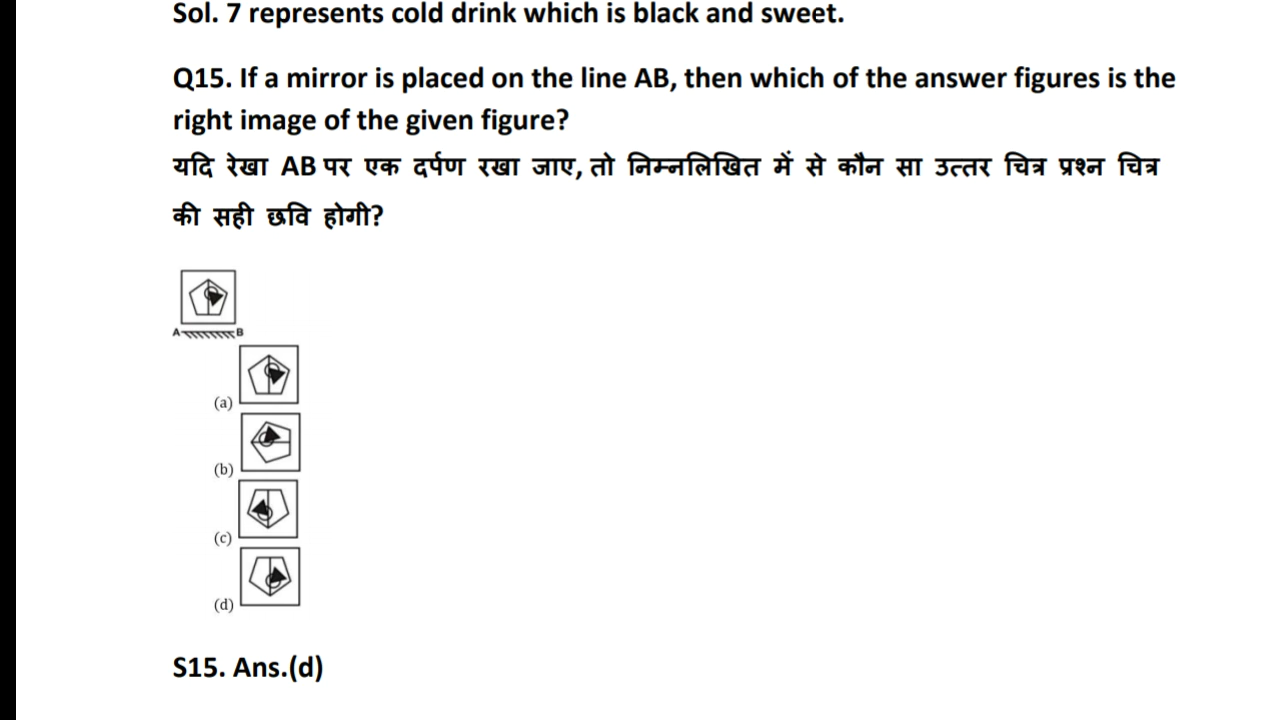 Sol. 7 represents cold drink which is black and sweet.
Q15. If a mirror is placed on the line AB, then which of the answer figures is the
right image of the given figure?
यदि रेखा AB पर एक दर्पण रखा जाए, तो निम्नलिखित में से कौन सा उत्तर चित्र प्रश्न चित्र
की सही छवि होगी?
A B
(a)
(b)
(c)
(d)
S15. Ans.(d)